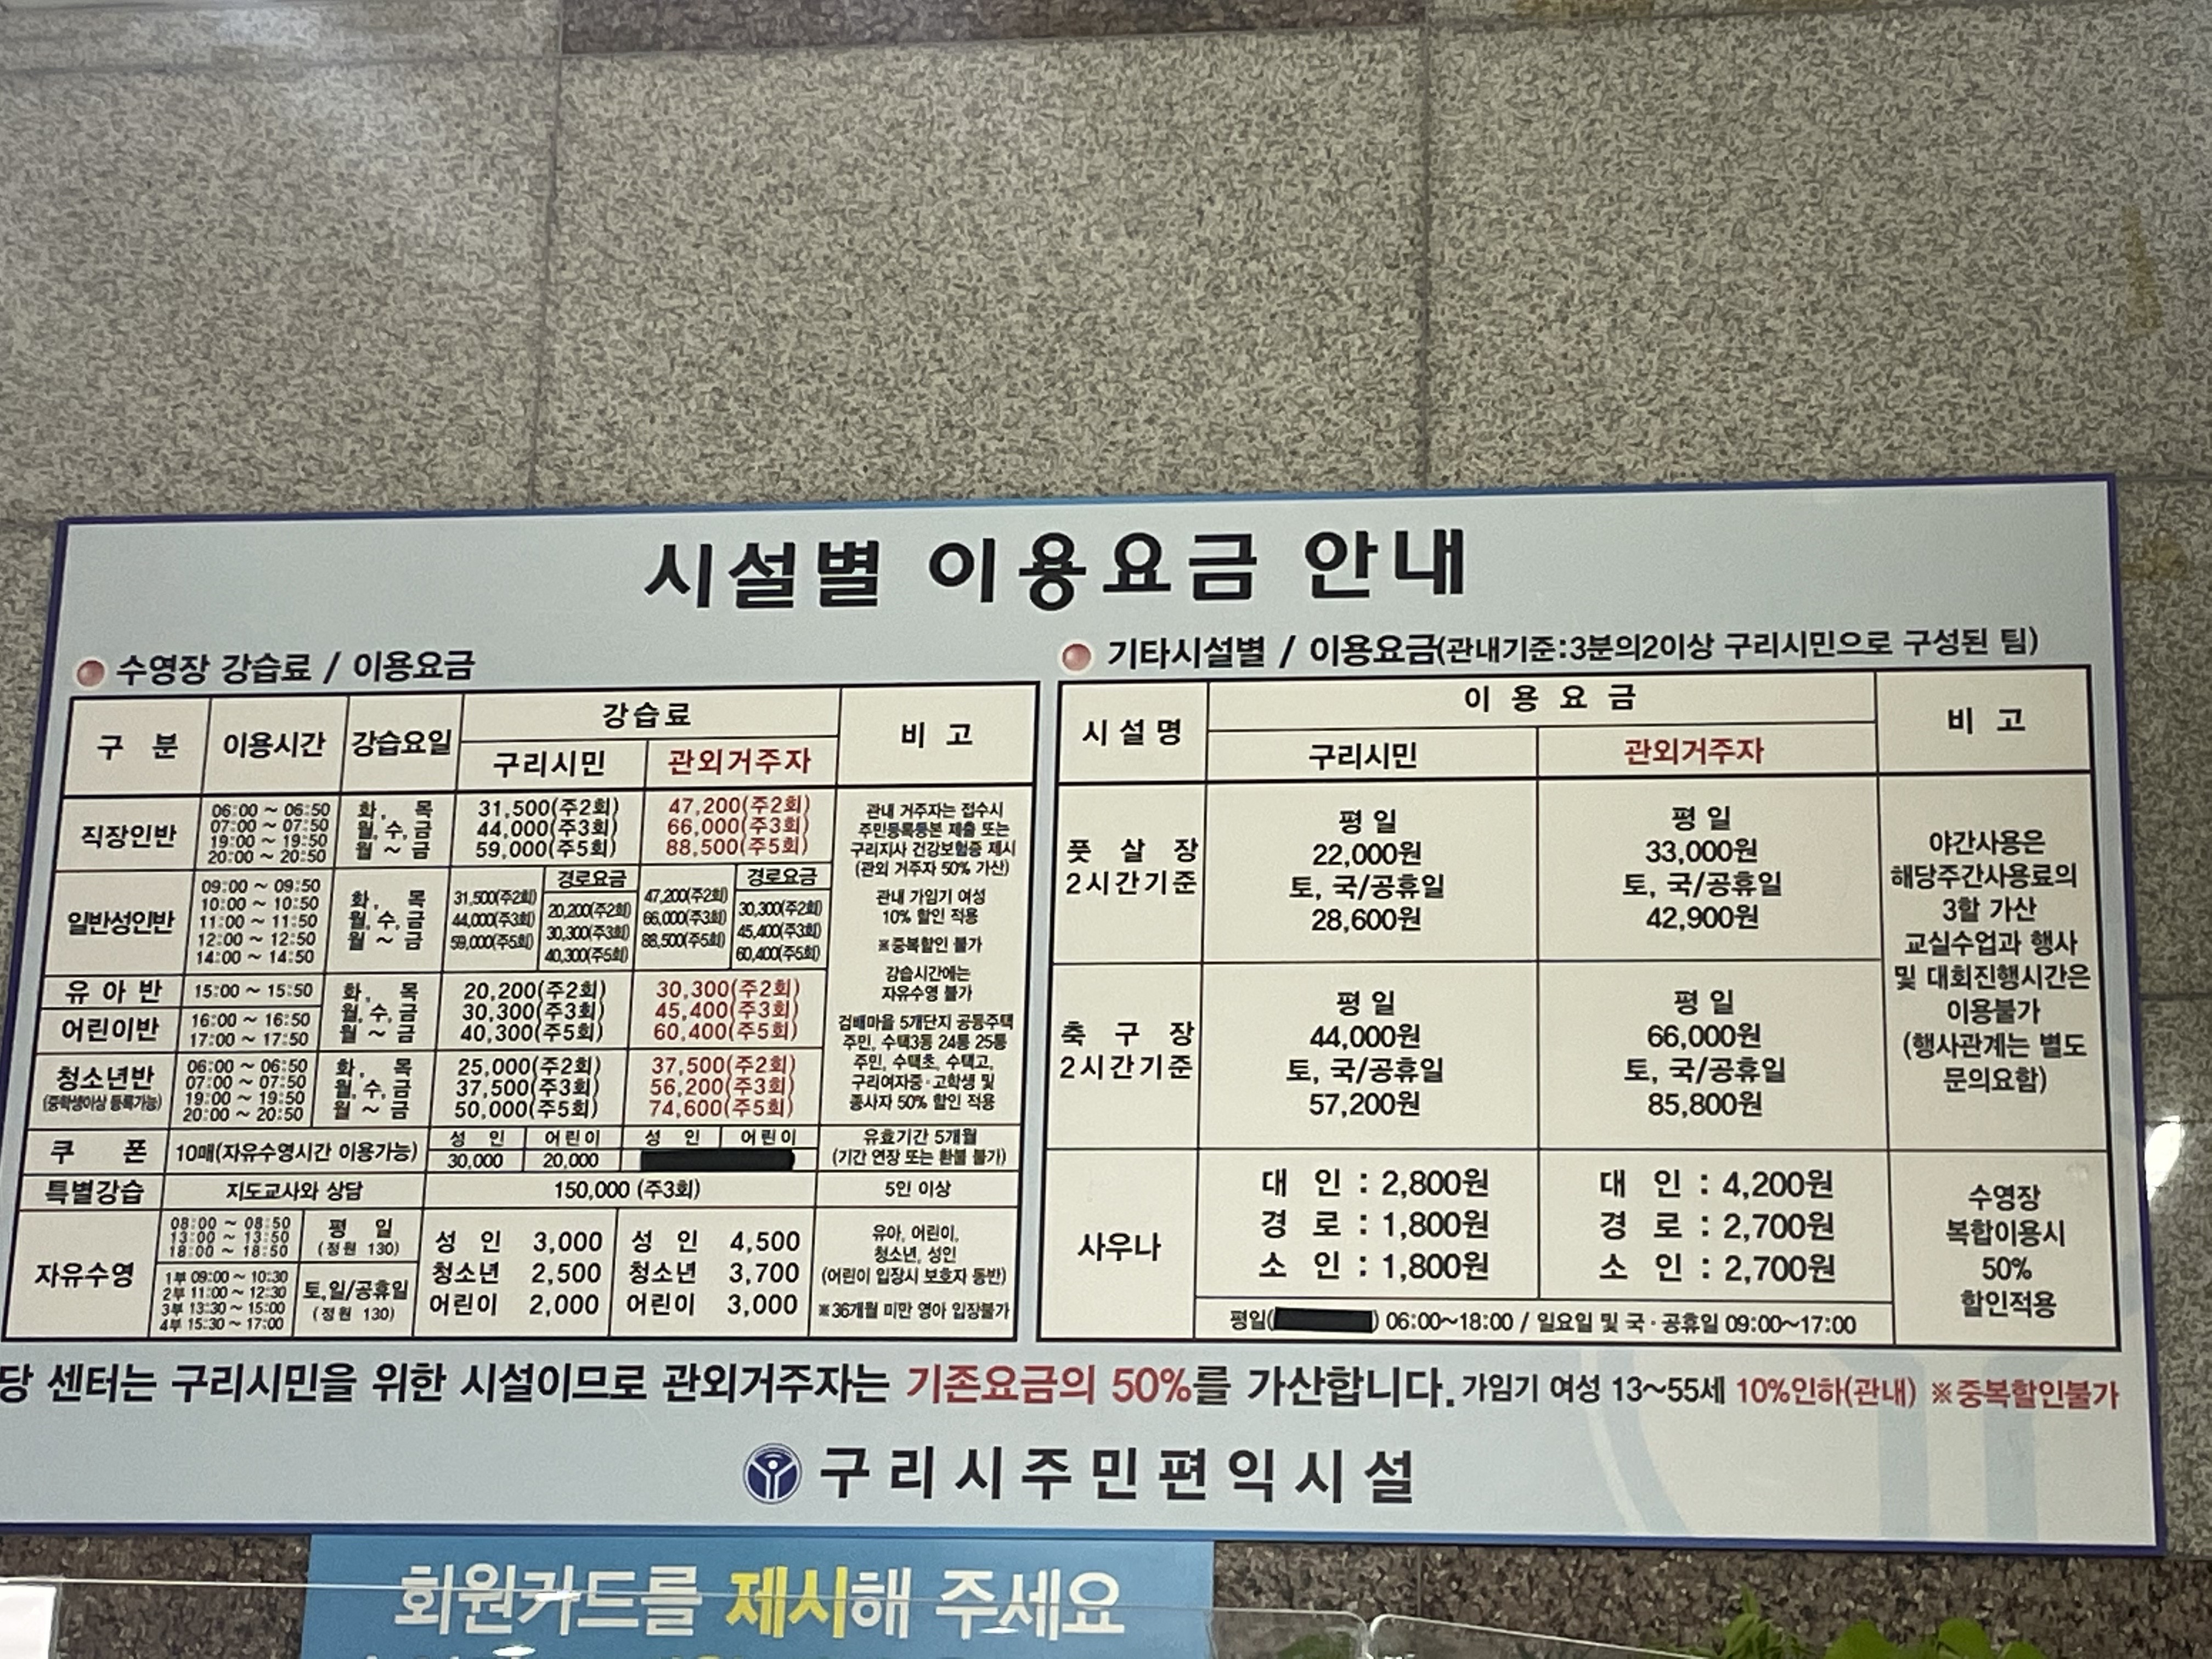 시설별 이용요금 안내
수영장 강습료 / 이용요금
구 분 이용시간 강습요일 강습료 비 고
구리시민 관외거주자
직장인반
06:00 ~ 06:50
07:00 ~ 07:50
19:00 ~ 19:50
20:00 ~ 20:50
화, 목
월, 수, 금
월 ~ 금
31,500(주2회)
44,000(주3회)
59,000(주5회)
47,200(주2회)
66,000(주3회)
88,500(주5회)
일반성인반
09:00 ~ 09:50
10:00 ~ 10:50
11:00 ~ 11:50
12:00 ~ 12:50
14:00 ~ 14:50
화, 목
월, 수, 금
월 ~ 금
31,500(주2회)
44,000(주3회)
59,000(주5회)
경로요금
20,200(주2회)
30,300(주3회)
40,300(주5회)
47,200(주2회)
66,000(주3회)
88,500(주5회)
경로요금
30,300(주2회)
45,400(주3회)
60,400(주5회)
유 아 반
15:00 ~ 15:50
어린이반
16:00 ~ 16:50
17:00 ~ 17:50
화, 목
월, 수, 금
월 ~ 금
20,200(주2회)
30,300(주3회)
40,300(주5회)
30,300(주2회)
45,400(주3회)
60,400(주5회)
청소년반
(중학생이상 등록가능)
06:00 ~ 06:50
07:00 ~ 07:50
19:00 ~ 19:50
20:00 ~ 20:50
화, 목
월, 수, 금
월 ~ 금
25,000(주2회)
37,500(주3회)
50,000(주5회)
37,500(주2회)
56,200(주3회)
74,600(주5회)
관내 거주자는 접수시
주민등록등본 제출 또는
구리지사 건강보험증 제시
(관외 거주자 50% 가산)
관내 가임기 여성
10% 할인 적용
※중복할인 불가
강습시간에는
자유수영 불가
검배마을 5개단지 공동주택
주민, 수택3동 24통 25통
주민, 수택초, 수택고,
구리여자중·고학생 및
종사자 50% 할인 적용
쿠 폰
10매(자유수영시간 이용가능)
성 인 어린이 성 인 어린이
30,000 20,000
유효기간 5개월
(기간 연장 또는 환불 불가)
특별강습 지도교사와 상담 150,000 (주3회) 5인 이상
자유수영
08:00 ~ 08:50
13:00 ~ 13:50
18:00 ~ 18:50
평 일
(정원 130)
1부 09:00 ~ 10:30
2부 11:00 ~ 12:30
3부 13:30 ~ 15:00
4부 15:30 ~ 17:00
토,일/공휴일
(정원 130)
성 인 3,000
청소년 2,500
어린이 2,000
성 인 4,500
청소년 3,700
어린이 3,000
유아, 어린이,
청소년, 성인
(어린이 입장시 보호자 동반)
※36개월 미만 영아 입장불가
기타시설별 / 이용요금(관내기준:3분의2이상 구리시민으로 구성된 팀)
시 설 명 이 용 요 금 비 고
구리시민 관외거주자
풋 살 장
2시간기준
평 일
22,000원
토, 국/공휴일
28,600원
평 일
33,000원
토, 국/공휴일
42,900원
축 구 장
2시간기준
평 일
44,000원
토, 국/공휴일
57,200원
평 일
66,000원
토, 국/공휴일
85,800원
야간사용은
해당주간사용료의
3할 가산
교실수업과 행사
및 대회진행시간은
이용불가
(행사관계는 별도
문의요함)
사우나
대 인 : 2,800원
경 로 : 1,800원
소 인 : 1,800원
대 인 : 4,200원
경 로 : 2,700원
소 인 : 2,700원
평일( ) 06:00~18:00 / 일요일 및 국·공휴일 09:00~17:00
수영장
복합이용시
50%
할인적용
당 센터는 구리시민을 위한 시설이므로 관외거주자는 기존요금의 50%를 가산합니다. 가임기 여성 13~55세 10%인하(관내) ※중복할인불가
구리시주민편익시설
회원카드를 제시해 주세요